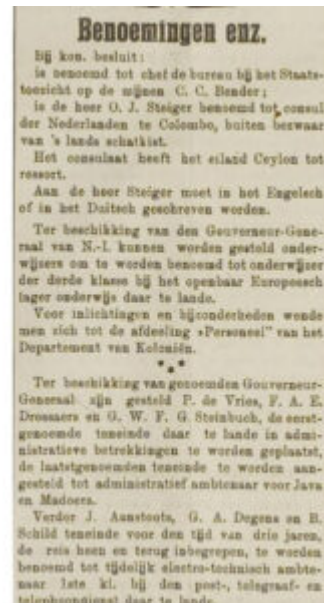 Benoemingen enz.
Bij kon. besluit:
is benoemd tot chef de bureau bij het Staats-
toezicht op de mijnen C. C. Bender;
is de heer O. J. Steiger benoemd tot consul
der Nederlanden te Colombo, buiten bezwaar
van 's lands schatkist.
Het consulaat heeft het eiland Ceylon tot
ressort.
Aan de heer Steiger moet in het Engelsch
of in het Duitsch geschreven worden.
Ter beschikking van den Gouverneur-Gene-
raal van N.-I. kunnen worden gesteld onder-
wijzers om te worden benoemd tot onderwijzer
der derde klasse bij het openbaar Europeesch
lager onderwijs daar te lande.
Voor inlichtingen en bijzonderheden wende
men zich tot de afdeeling »Personeel” van het
Departement van Koloniën.
*
* *
Ter beschikking van genoemden Gouverneur-
Generaal zijn gesteld P. de Vries, F. A. E.
Drossaers en G. W. F. G. Steinbuch, de eerst-
genoemde teneinde daar te lande in admi-
nistratieve betrekkingen te worden geplaatst,
de laatstgenoemden teneinde te worden aan-
gesteld tot administratief ambtenaar voor Java
en Madoera.
Verder J. Aanstoots, G. A. Degens en B.
Schild teneinde voor den tijd van drie jaren,
de reis heen en terug inbegrepen, te worden
benoemd tot tijdelijk electro-technisch ambte-
naar 1ste kl. bij den post-, telegraaf- en
telephoondienst daar te lande.